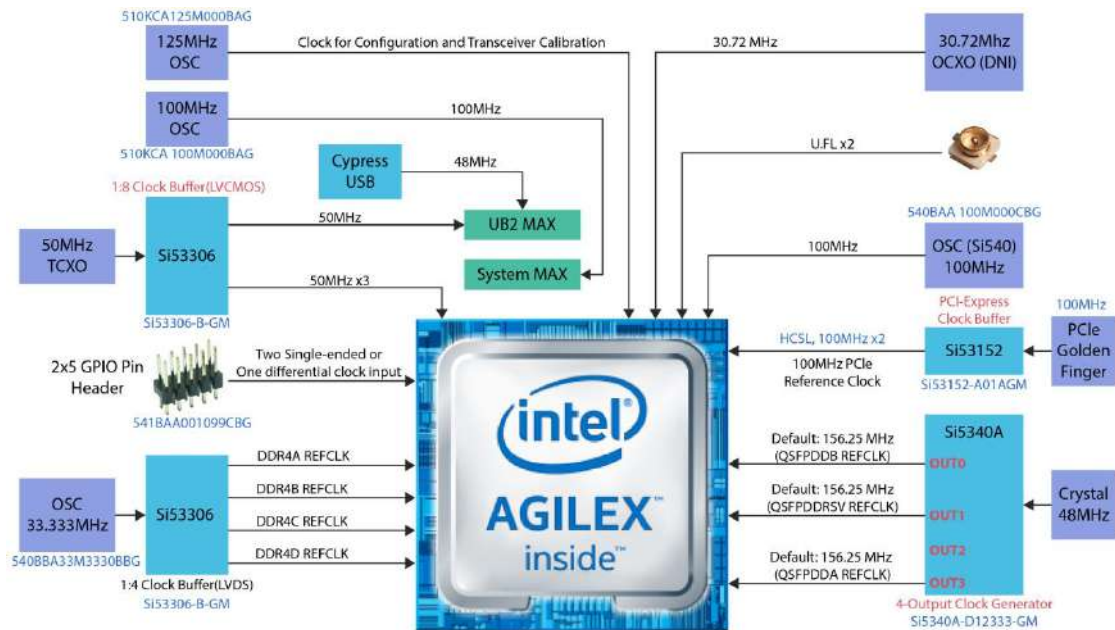 510KCA125M000BAG
125MHz
OSC
Clock for Configuration and Transceiver Calibration
30.72 MHz
30.72Mhz
OCXO (DNI)
100MHz
OSC
510KCA 100M000BAG
100MHz
Cypress
USB
48MHz
U.FL x2
1:8 Clock Buffer(LVCMOS)
50MHz
TCXO
Si53306
50MHz
UB2 MAX
System MAX
50MHz x3
Si53306-B-GM
540BAA 100M000CBG
100MHz
OSC (Si540)
100MHz
PCI-Express
Clock Buffer
HCSL, 100MHz x2
100MHz PCIe
Reference Clock
Si53152
Si53152-A01AGM
100MHz
PCIe
Golden
Finger
2x5 GPIO Pin
Header
Two Single-ended or
One differential clock input
541BAA001099CBG
intel
AGILEX™
inside™
OSC
33.333MHz
540BBA33M3330BBG
Si53306
DDR4A REFCLK
DDR4B REFCLK
DDR4C REFCLK
DDR4D REFCLK
1:4 Clock Buffer(LVDS)
Si53306-B-GM
Default: 156.25 MHz
(QSFPDDB REFCLK)
Default: 156.25 MHz
(QSFPDDRSV REFCLK)
Default: 156.25 MHz
(QSFPDDA REFCLK)
Si5340A
OUT0
OUT1
OUT2
OUT3
Crystal
48MHz
4-Output Clock Generator
Si5340A-D12333-GM